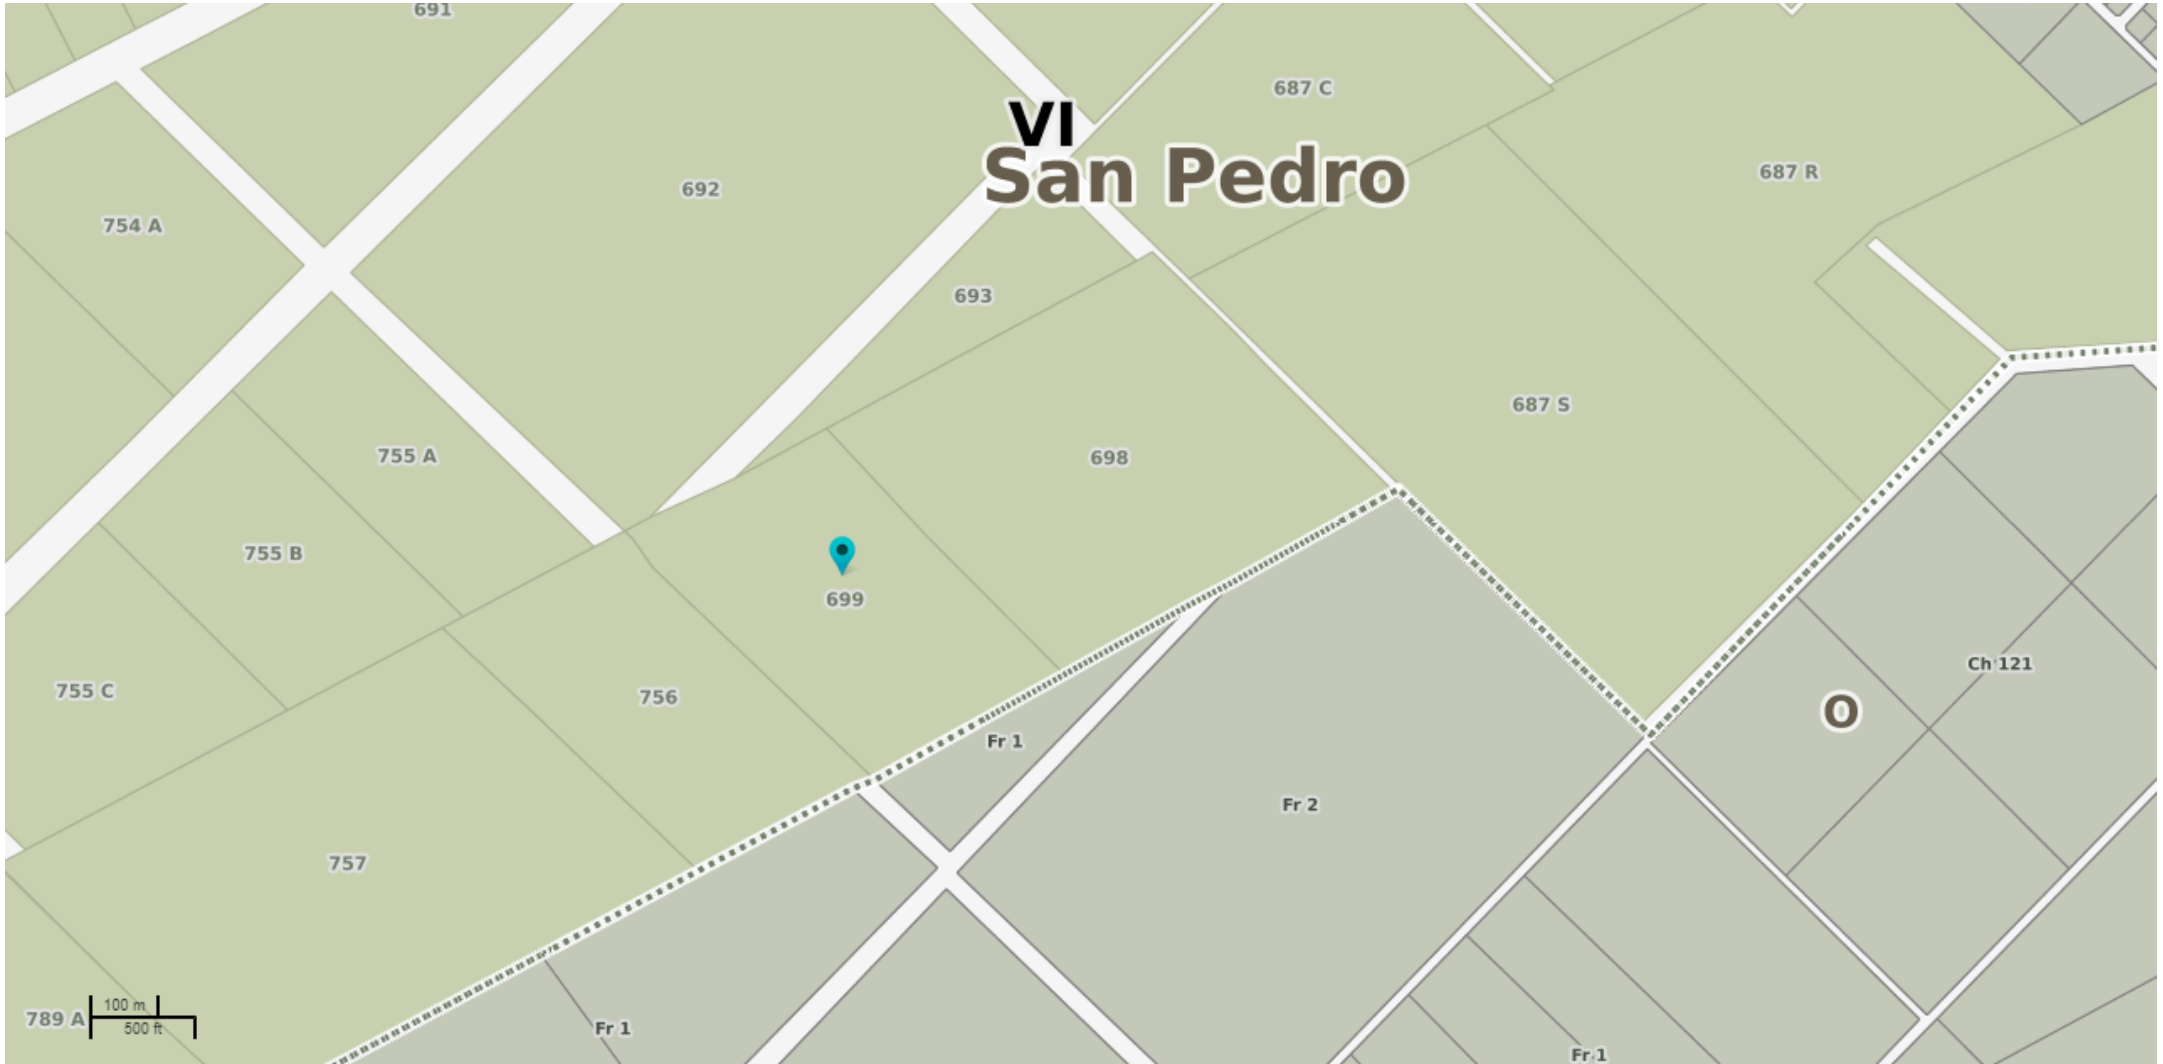 691
687 C
VI
San Pedro
687 R
692
754 A
693
687 S
755 A
698
755 B
699
Ch 121
755 C
756
O
Fr 1
Fr 2
757
100 m
500 ft
789 A
Fr 1
Fr 1